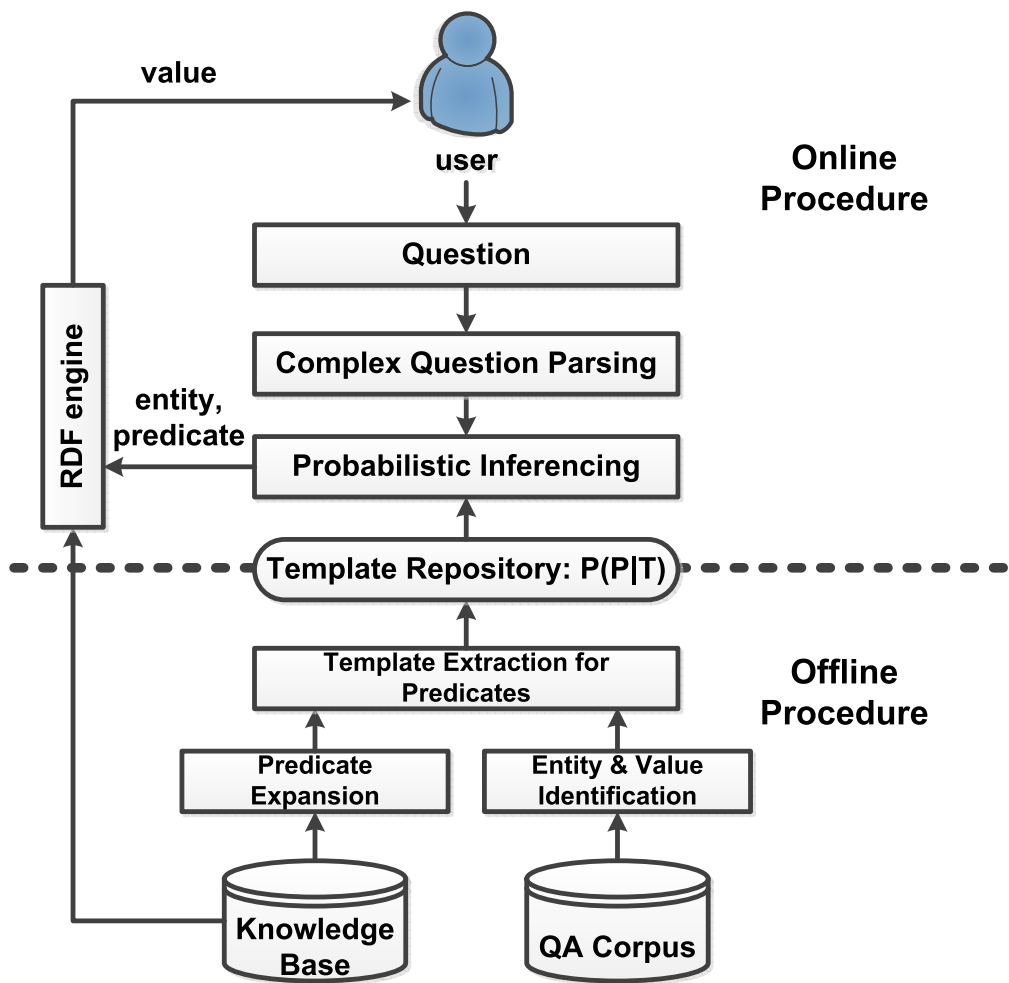 value
user
Online
Procedure
Question
Complex Question Parsing
entity,
predicate
RDF engine
Probabilistic Inferencing
Template Repository: P(P|T)
Template Extraction for
Predicates
Offline
Procedure
Predicate
Expansion
Entity & Value
Identification
Knowledge
Base
QA Corpus